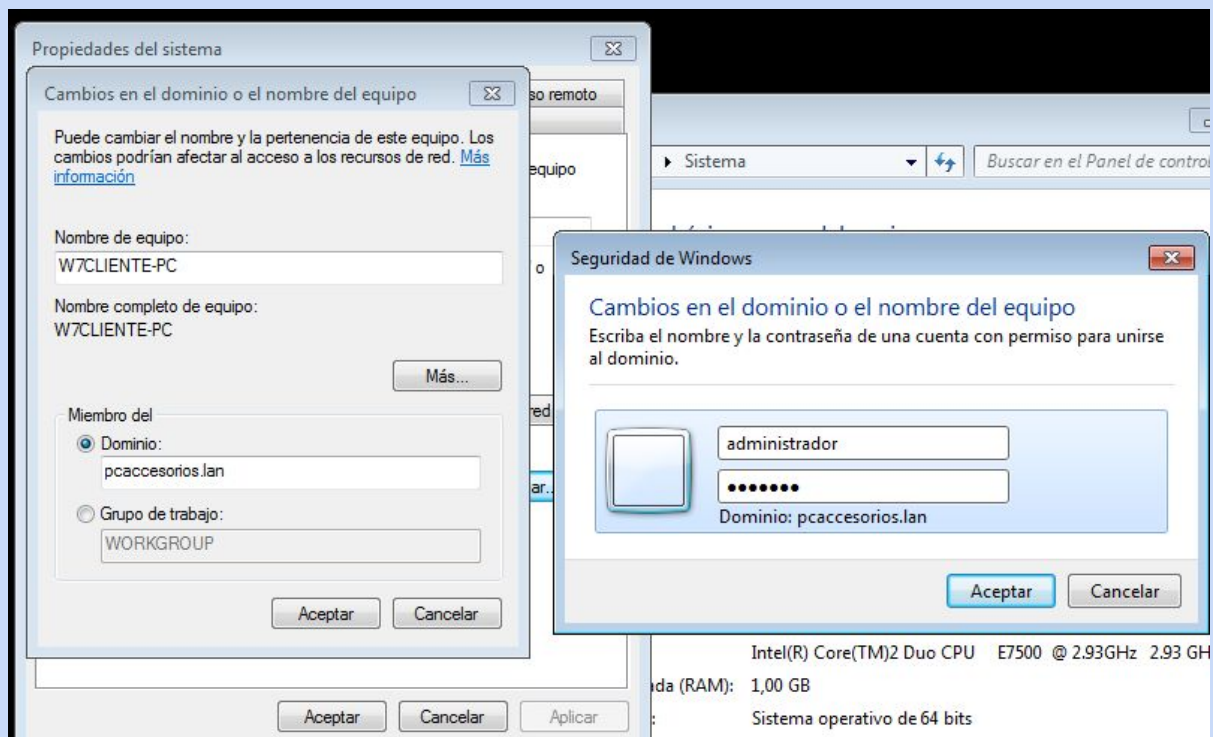 Propiedades del sistema
Cambios en el dominio o el nombre del equipo
so remoto
Puede cambiar el nombre y la pertenencia de este equipo. Los
cambios podrían afectar al acceso a los recursos de red. Más
información
equipo
Nombre de equipo:
W7CLIENTE-PC
o
Nombre completo de equipo:
W7CLIENTE-PC
Más...
Miembro del
red
Dominio:
pcaccesorios.lan
ar..
Grupo de trabajo:
WORKGROUP
Aceptar Cancelar
Aceptar Cancelar Aplicar
Sistema
Buscar en el Panel de control
Seguridad de Windows
Cambios en el dominio o el nombre del equipo
Escriba el nombre y la contraseña de una cuenta con permiso para unirse
al dominio.
administrador
•••••••
Dominio: pcaccesorios.lan
Aceptar Cancelar
Intel(R) Core(TM)2 Duo CPU E7500 @ 2.93GHz 2.93 GH
ada (RAM): 1,00 GB
: Sistema operativo de 64 bits